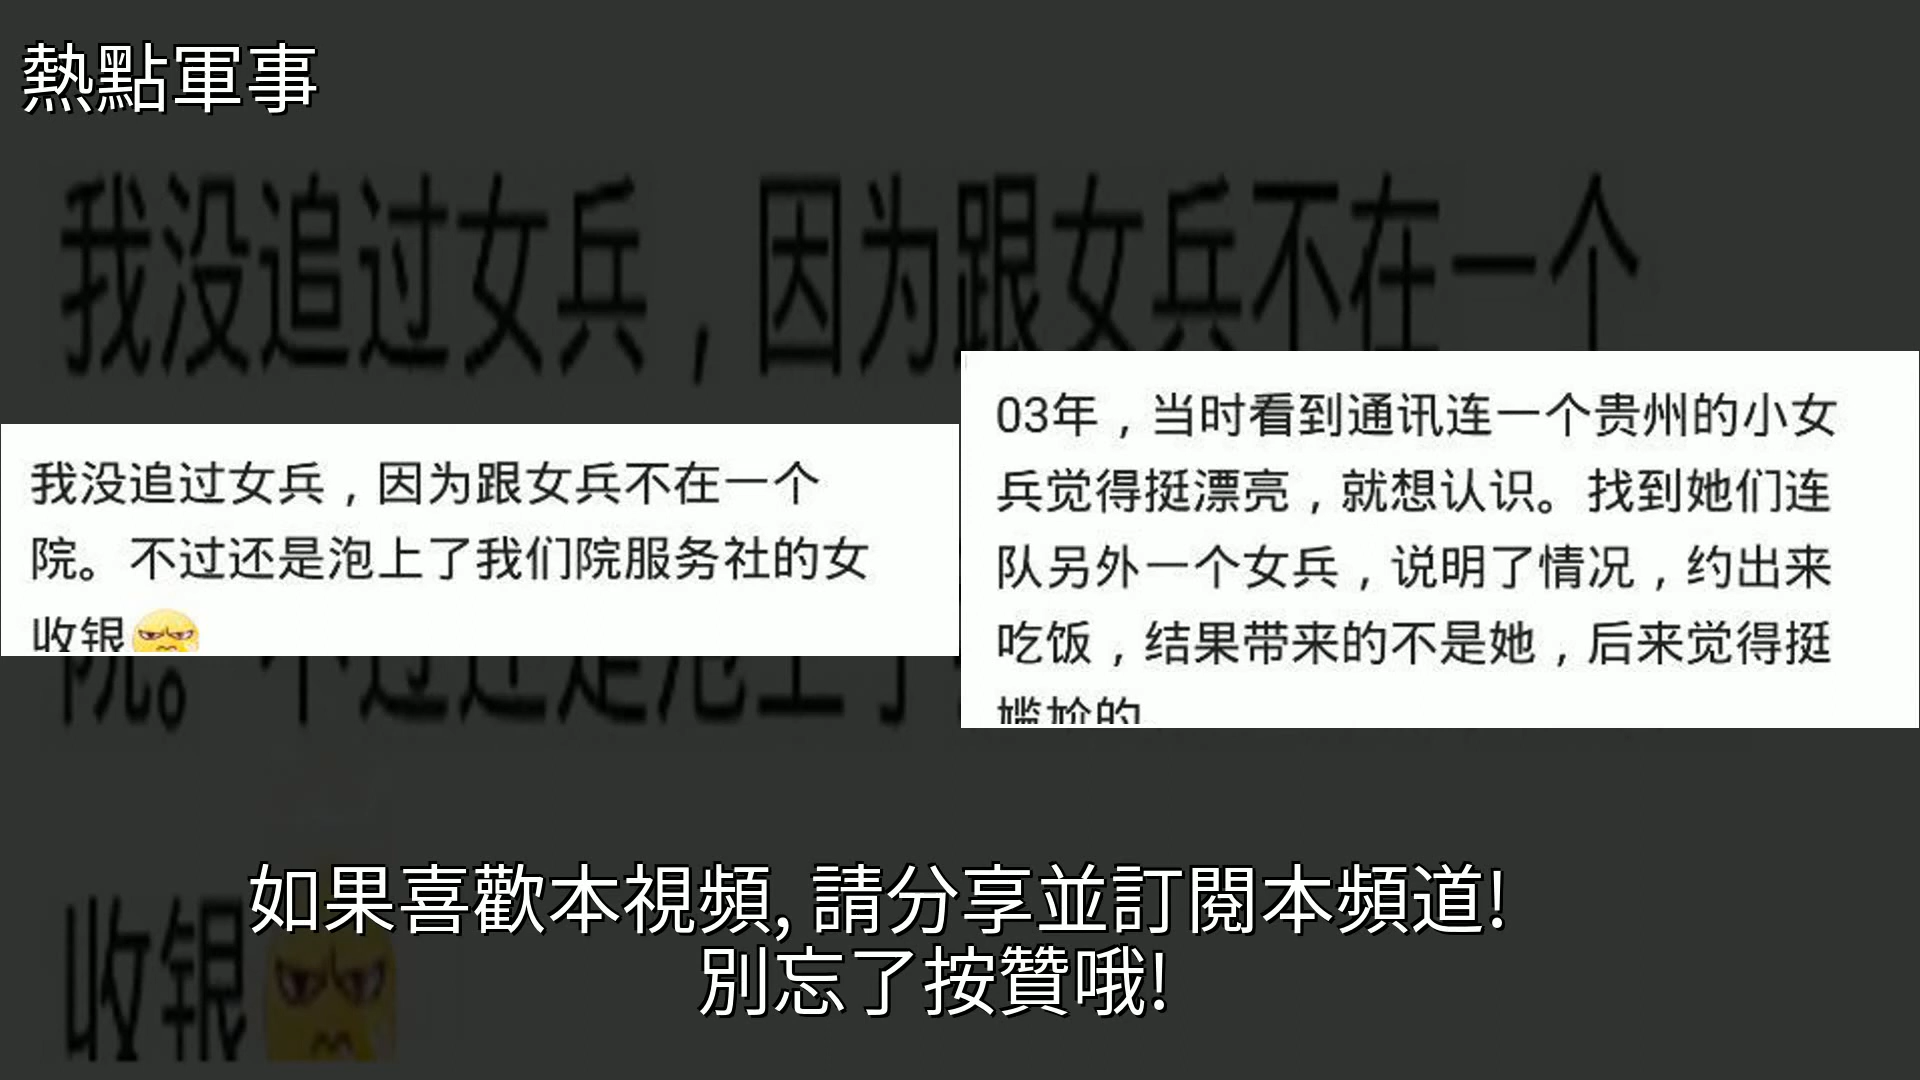 熱點軍事
我没追过女兵，因为跟女兵不在一个
我没追过女兵，因为跟女兵不在一个
院。不过还是泡上了我们院服务社的女
收银
03年，当时看到通讯连一个贵州的小女
兵觉得挺漂亮，就想认识。找到她们连
队另外一个女兵，说明了情况，约出来
吃饭，结果带来的不是她，后来觉得挺
尴尬的。
院。不过还是泡上了
收银
如果喜歡本視頻, 請分享並訂閱本頻道!
別忘了按贊哦!